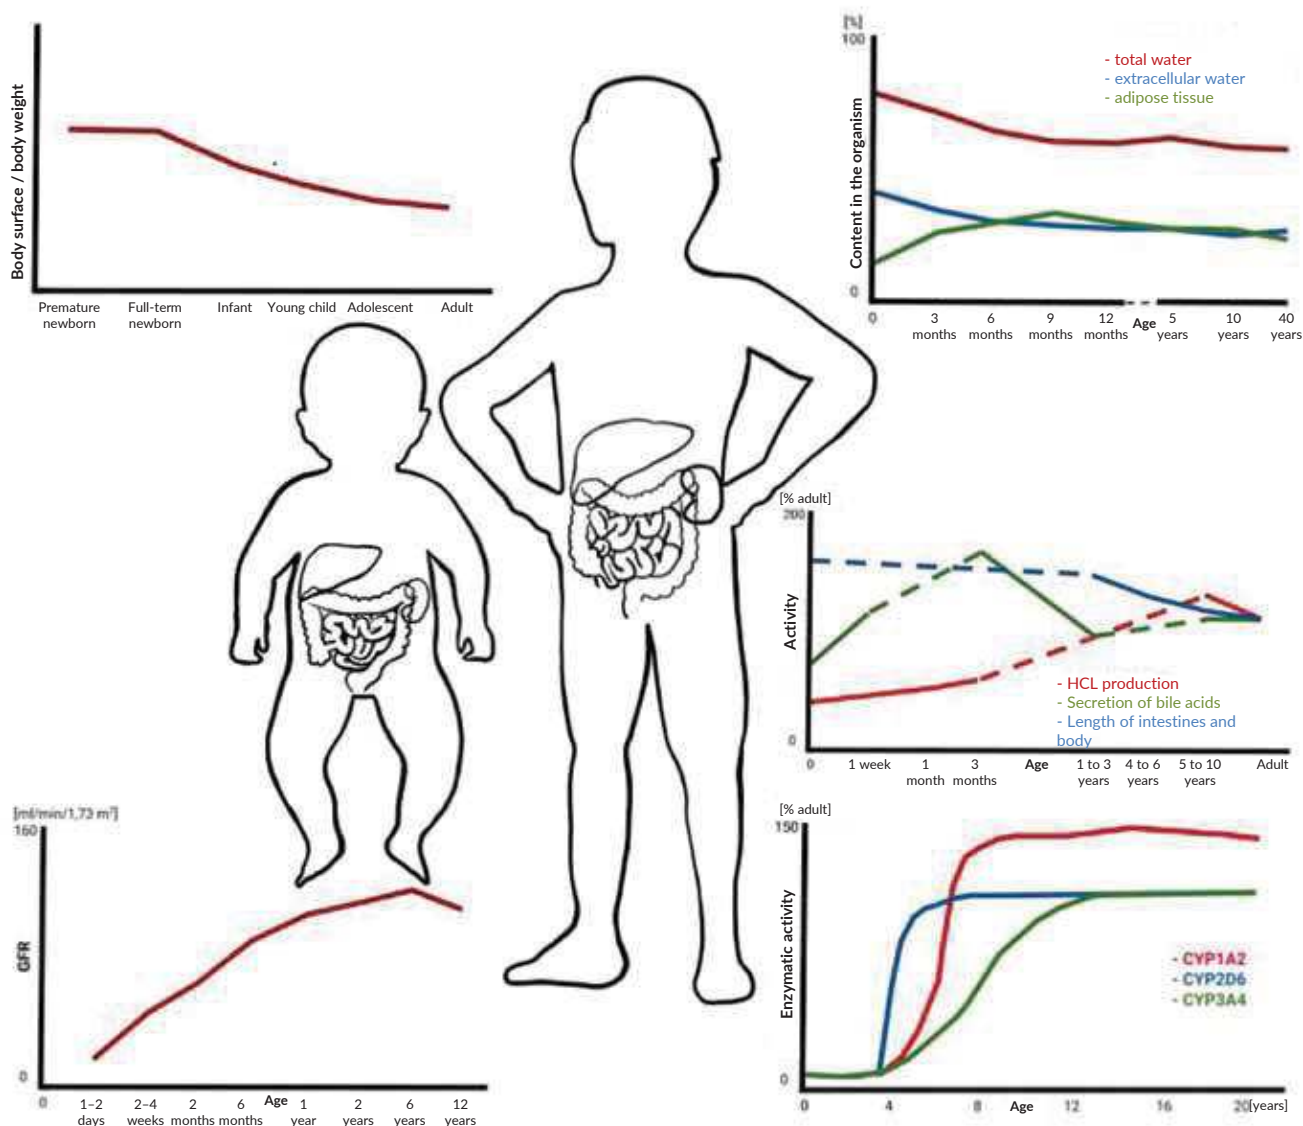 Body surface / body weight
Premature
newborn
Full-term
newborn
Infant
Young child
Adolescent
Adult
[%]
100
Content in the organism
0
- total water
- extracellular water
- adipose tissue
0
3
months
6
months
9
months
12
months
Age
5
years
10
years
40
years
[% adult]
200
Activity
0
- HCL production
- Secretion of bile acids
- Length of intestines and
body
0
1 week
1
month
3
months
Age
1 to 3
years
4 to 6
years
5 to 10
years
Adult
[ml/min/1,73 m²]
160
GFR
0
0
1–2
days
2–4
weeks
2
months
6
months
Age
1
year
2
years
6
years
12
years
[% adult]
150
Enzymatic activity
0
- CYP1A2
- CYP2D6
- CYP3A4
0
4
8
Age
12
16
20[years]